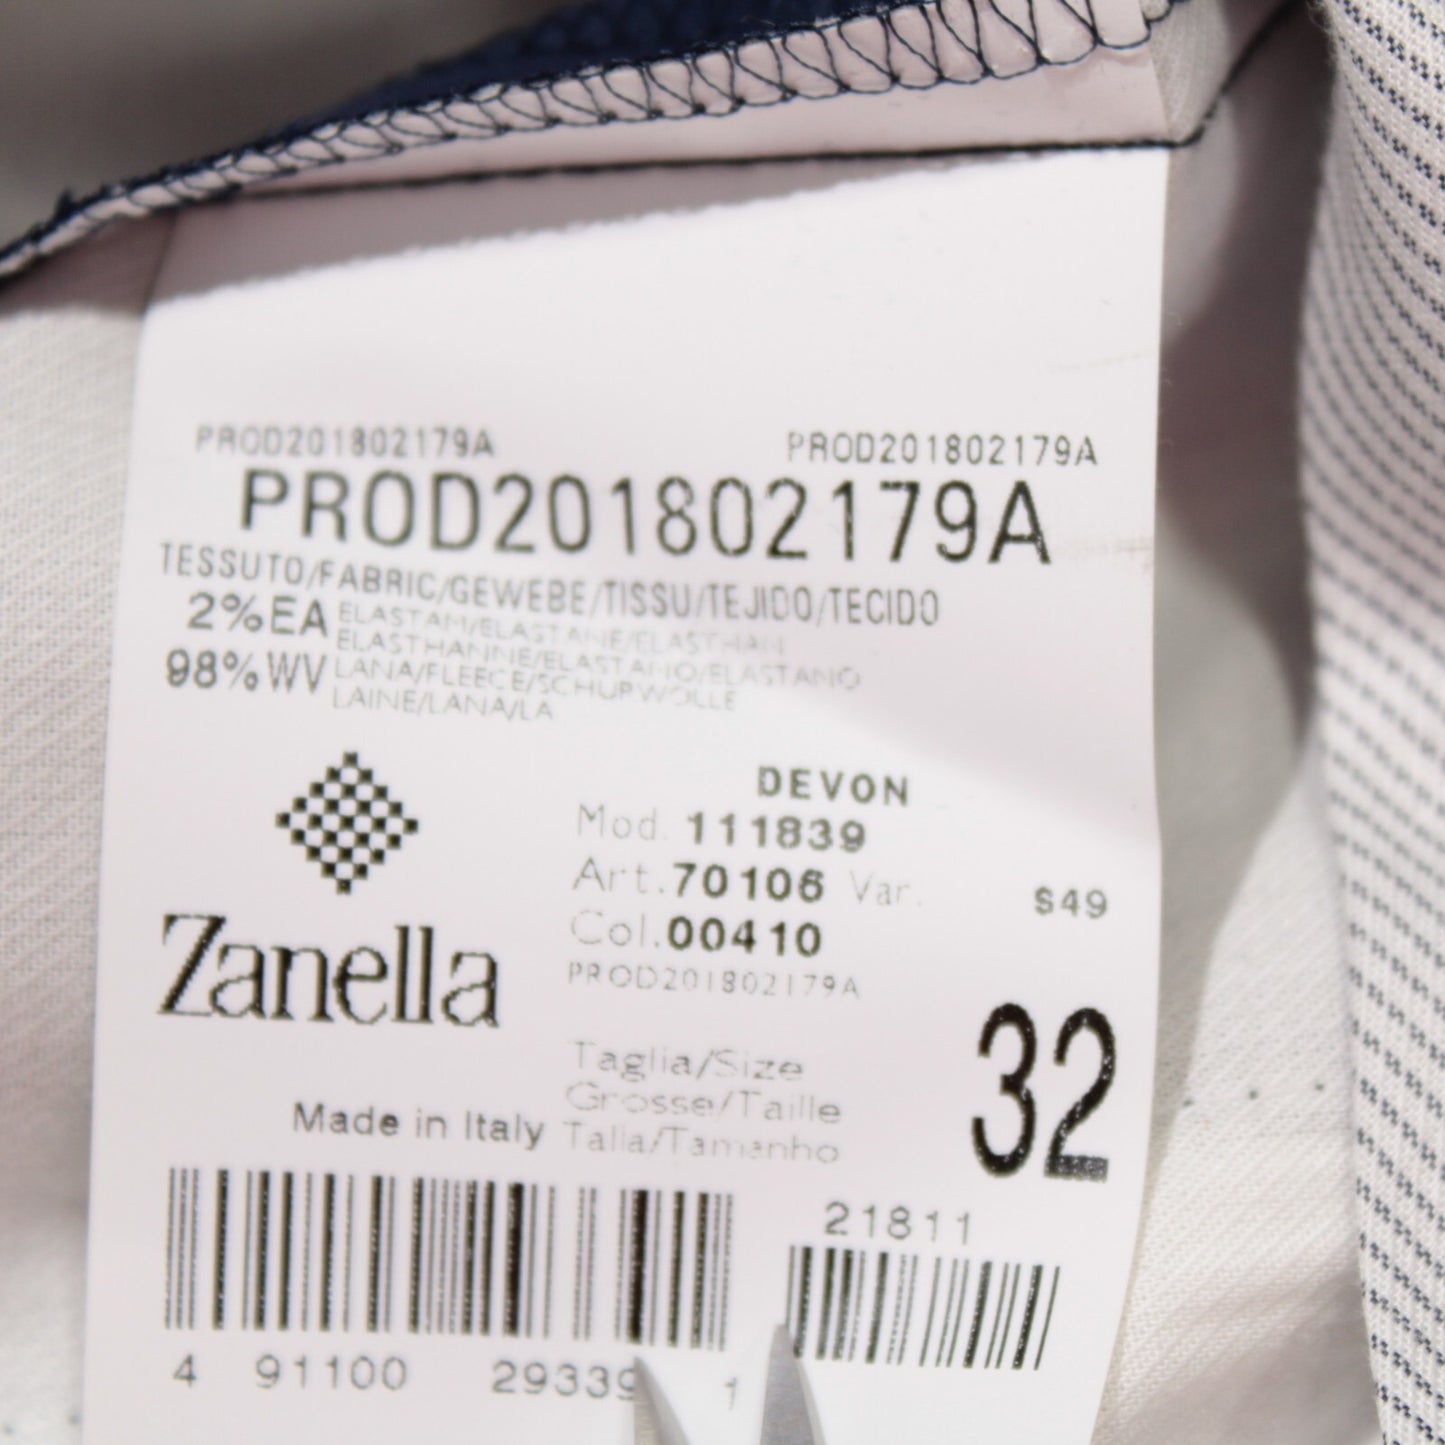 PROD201802179A PROD201802179A
PROD201802179A
TESSUTO/FABRIC/GEWEBE/TISSU/TEJIDO/TECIDO
2%EA ELASTAM/ELASTANE/ELASTHAN
ELASTHANNE/ELASTANO/ELASTANO
98%WV LANA/FLEECE/SCHURWOLLE
LAINE/LANA/LA
DEVON
Mod. 111839
Art. 70106 Var. S49
Col. 00410
PROD201802179A
Zanella
32
Taglia/Size
Grosse/Taille
Made in Italy Talla/Tamanho
21811
4 91100 29339 1